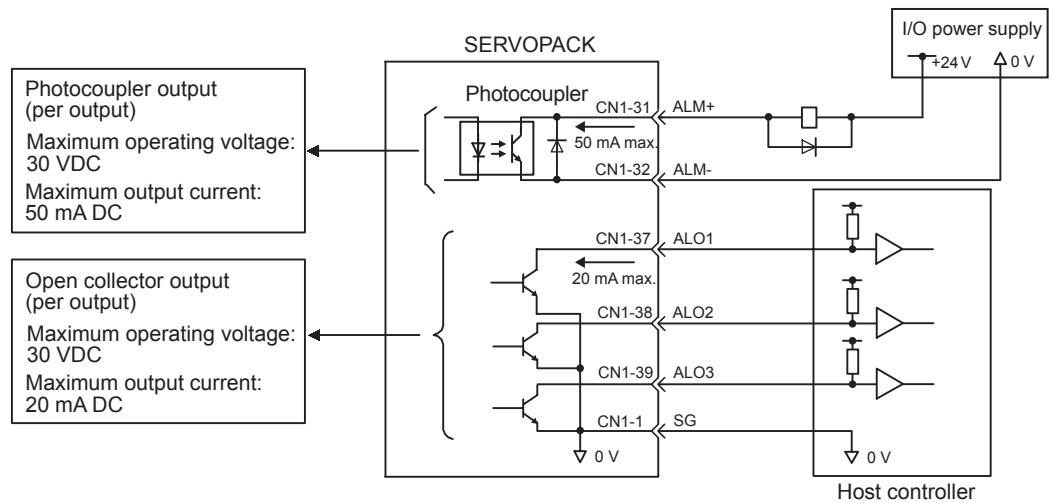 I/O power supply
+24 V
0 V
SERVOPACK
Photocoupler output
(per output)
Maximum operating voltage:
30 VDC
Maximum output current:
50 mA DC
Photocoupler
CN1-31
ALM+
50 mA max.
CN1-32
ALM-
Open collector output
(per output)
Maximum operating voltage:
30 VDC
Maximum output current:
20 mA DC
CN1-37
ALO1
20 mA max.
CN1-38
ALO2
CN1-39
ALO3
CN1-1
SG
0 V
0 V
Host controller